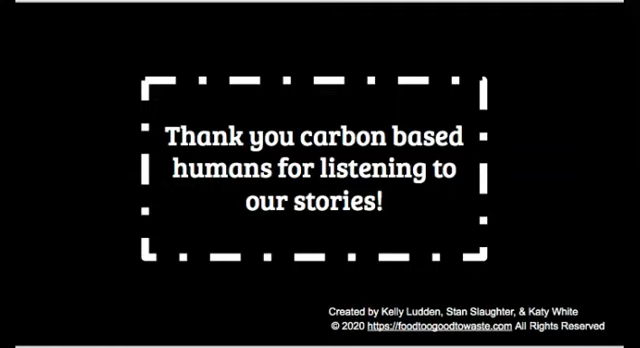 Thank you carbon based
humans for listening to
our stories!
Created by Kelly Ludden, Stan Slaughter, & Katy White
© 2020 https://foodtoogoodtowaste.com All Rights Reserved